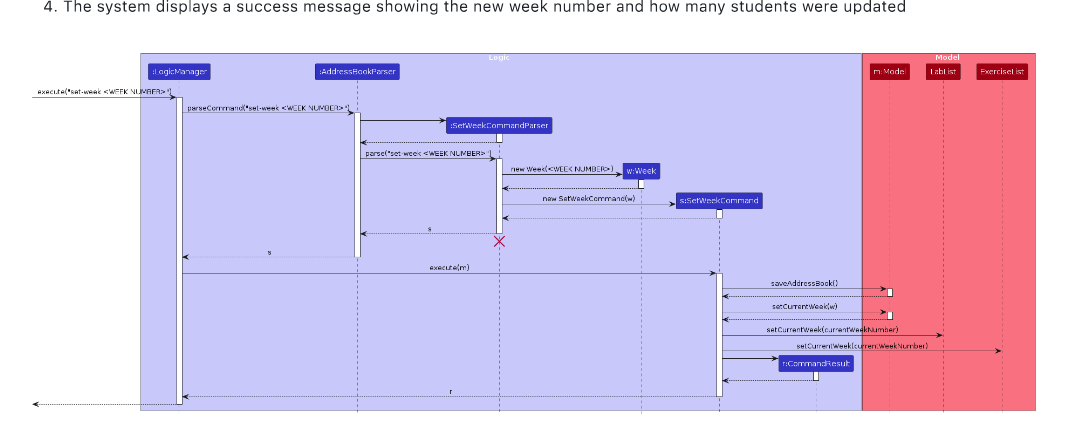 4. The system displays a success message showing the new week number and how many students were updated
Logic
Model
:LogicManager
:AddressBookParser
m:Model
LabList
ExerciseList
execute("set-week <WEEK NUMBER>")
parseCommand("set-week <WEEK NUMBER>")
:SetWeekCommandParser
parse("set-week <WEEK NUMBER>")
new Week(<WEEK NUMBER>)
w:Week
new SetWeekCommand(w)
s:SetWeekCommand
s
s
execute(m)
saveAddressBook()
setCurrentWeek(w)
setCurrentWeek(currentWeekNumber)
setCurrentWeek(currentWeekNumber)
r:CommandResult
r